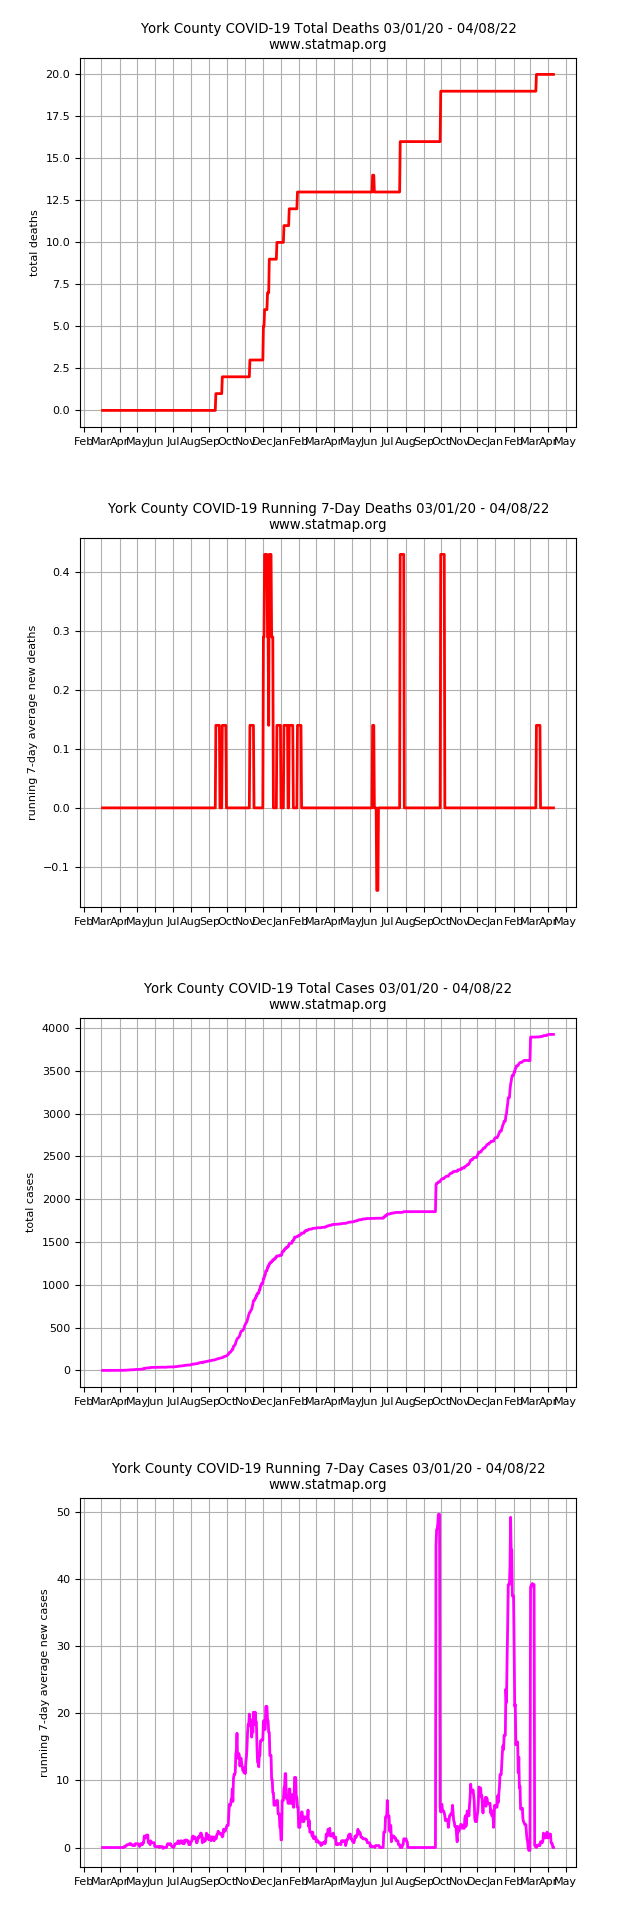 York County COVID-19 Total Deaths 03/01/20 - 04/08/22
www.statmap.org
total deaths
20.0
17.5
15.0
12.5
10.0
7.5
5.0
2.5
0.0
Feb Mar Apr May Jun Jul Aug Sep Oct Nov Dec Jan Feb Mar Apr May Jun Jul Aug Sep Oct Nov Dec Jan Feb Mar Apr May
York County COVID-19 Running 7-Day Deaths 03/01/20 - 04/08/22
www.statmap.org
running 7-day average new deaths
0.4
0.3
0.2
0.1
0.0
−0.1
Feb Mar Apr May Jun Jul Aug Sep Oct Nov Dec Jan Feb Mar Apr May Jun Jul Aug Sep Oct Nov Dec Jan Feb Mar Apr May
York County COVID-19 Total Cases 03/01/20 - 04/08/22
www.statmap.org
total cases
4000
3500
3000
2500
2000
1500
1000
500
0
Feb Mar Apr May Jun Jul Aug Sep Oct Nov Dec Jan Feb Mar Apr May Jun Jul Aug Sep Oct Nov Dec Jan Feb Mar Apr May
York County COVID-19 Running 7-Day Cases 03/01/20 - 04/08/22
www.statmap.org
running 7-day average new cases
50
40
30
20
10
0
Feb Mar Apr May Jun Jul Aug Sep Oct Nov Dec Jan Feb Mar Apr May Jun Jul Aug Sep Oct Nov Dec Jan Feb Mar Apr May